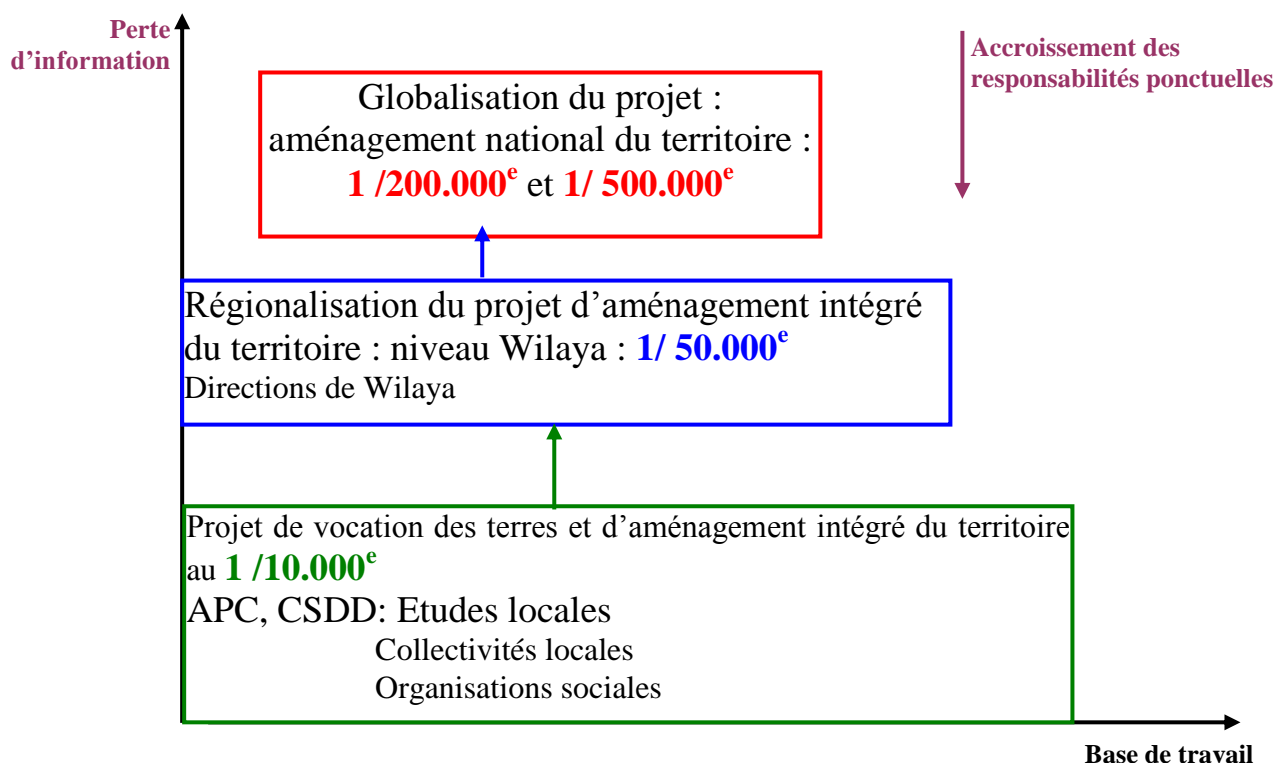 Perte
d’information
Accroissement des
responsabilités ponctuelles
Globalisation du projet :
aménagement national du territoire :
1 /200.000e et 1/ 500.000e
Régionalisation du projet d’aménagement intégré
du territoire : niveau Wilaya : 1/ 50.000e
Directions de Wilaya
Projet de vocation des terres et d’aménagement intégré du territoire
au 1 /10.000e
APC, CSDD: Etudes locales
Collectivités locales
Organisations sociales
Base de travail